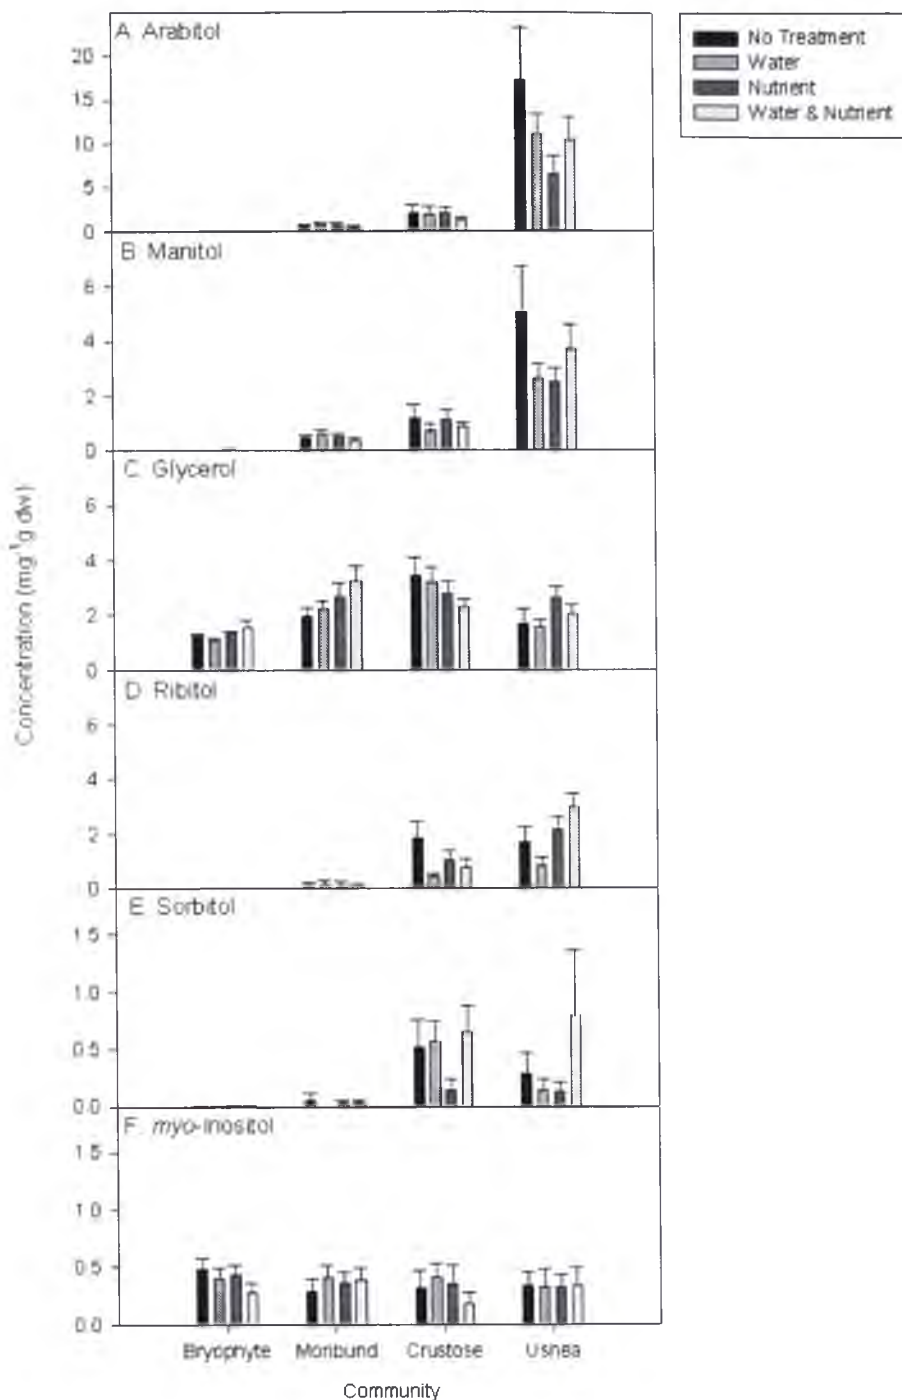 A Arabitol
No Treatment
Water
Nutrient
Water & Nutrient
20
15
10
5
0
B Manitol
6
4
2
0
C Glycerol
6
4
2
0
D Ribitol
6
4
2
0
E Sorbitol
1.5
1.0
0.5
0.0
F. myo-inositol
1.5
1.0
0.5
0.0
Concentration (mg⁻¹g dw)
Bryophyte Moribund Crustose Usnea
Community